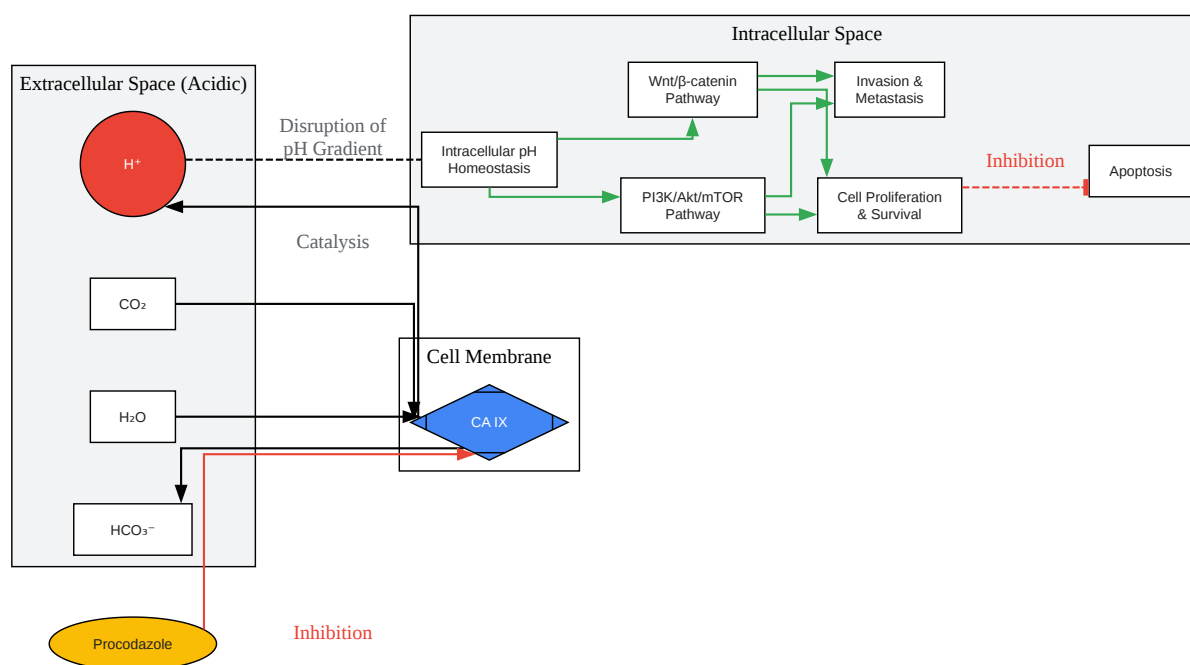 Intracellular Space
Extracellular Space (Acidic)
Wnt/β-catenin
Pathway
Invasion &
Metastasis
Disruption of
pH Gradient
H⁺
Intracellular pH
Homeostasis
Inhibition
Apoptosis
PI3K/Akt/mTOR
Pathway
Cell Proliferation
& Survival
Catalysis
CO₂
Cell Membrane
H₂O
CA IX
HCO₃⁻
Inhibition
Procodazole